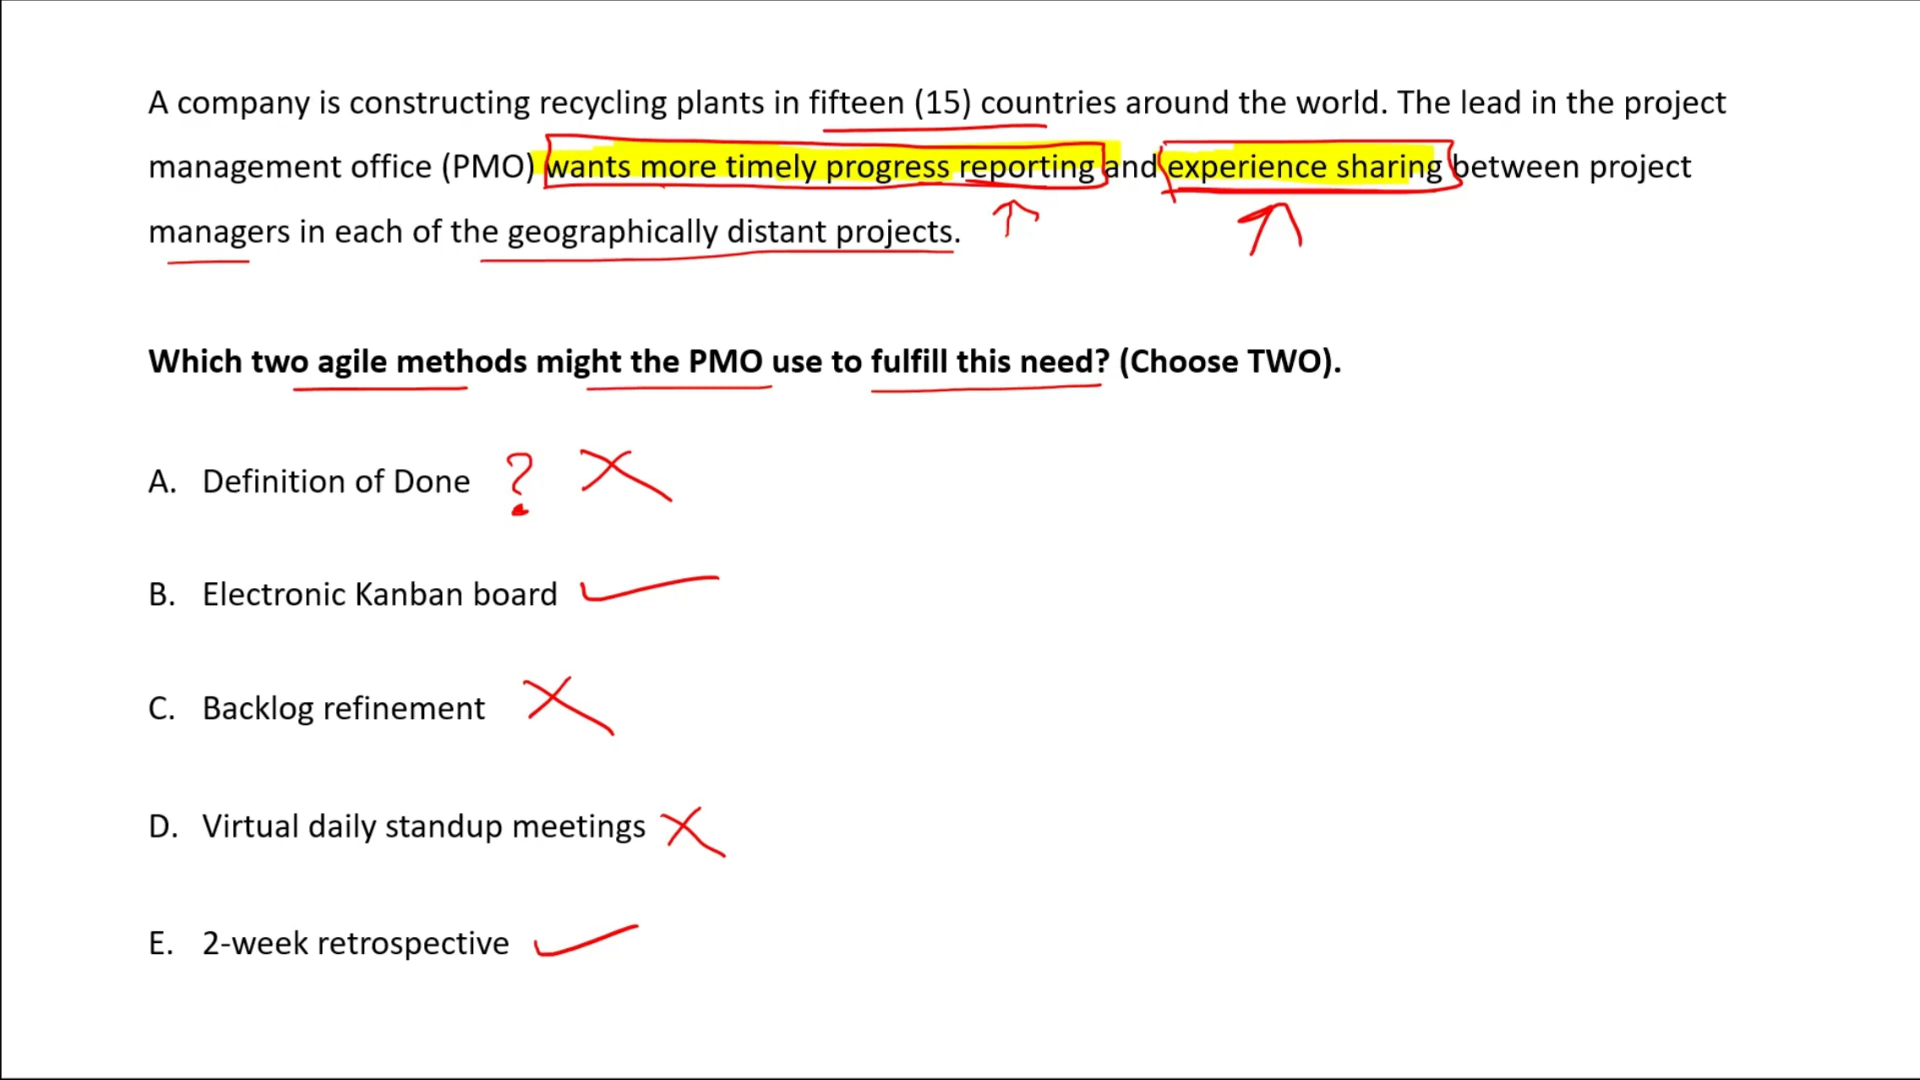 A company is constructing recycling plants in fifteen (15) countries around the world. The lead in the project
management office (PMO) wants more timely progress reporting and experience sharing between project
managers in each of the geographically distant projects.
Which two agile methods might the PMO use to fulfill this need? (Choose TWO).
A. Definition of Done ?
B. Electronic Kanban board
C. Backlog refinement
D. Virtual daily standup meetings
E. 2-week retrospective